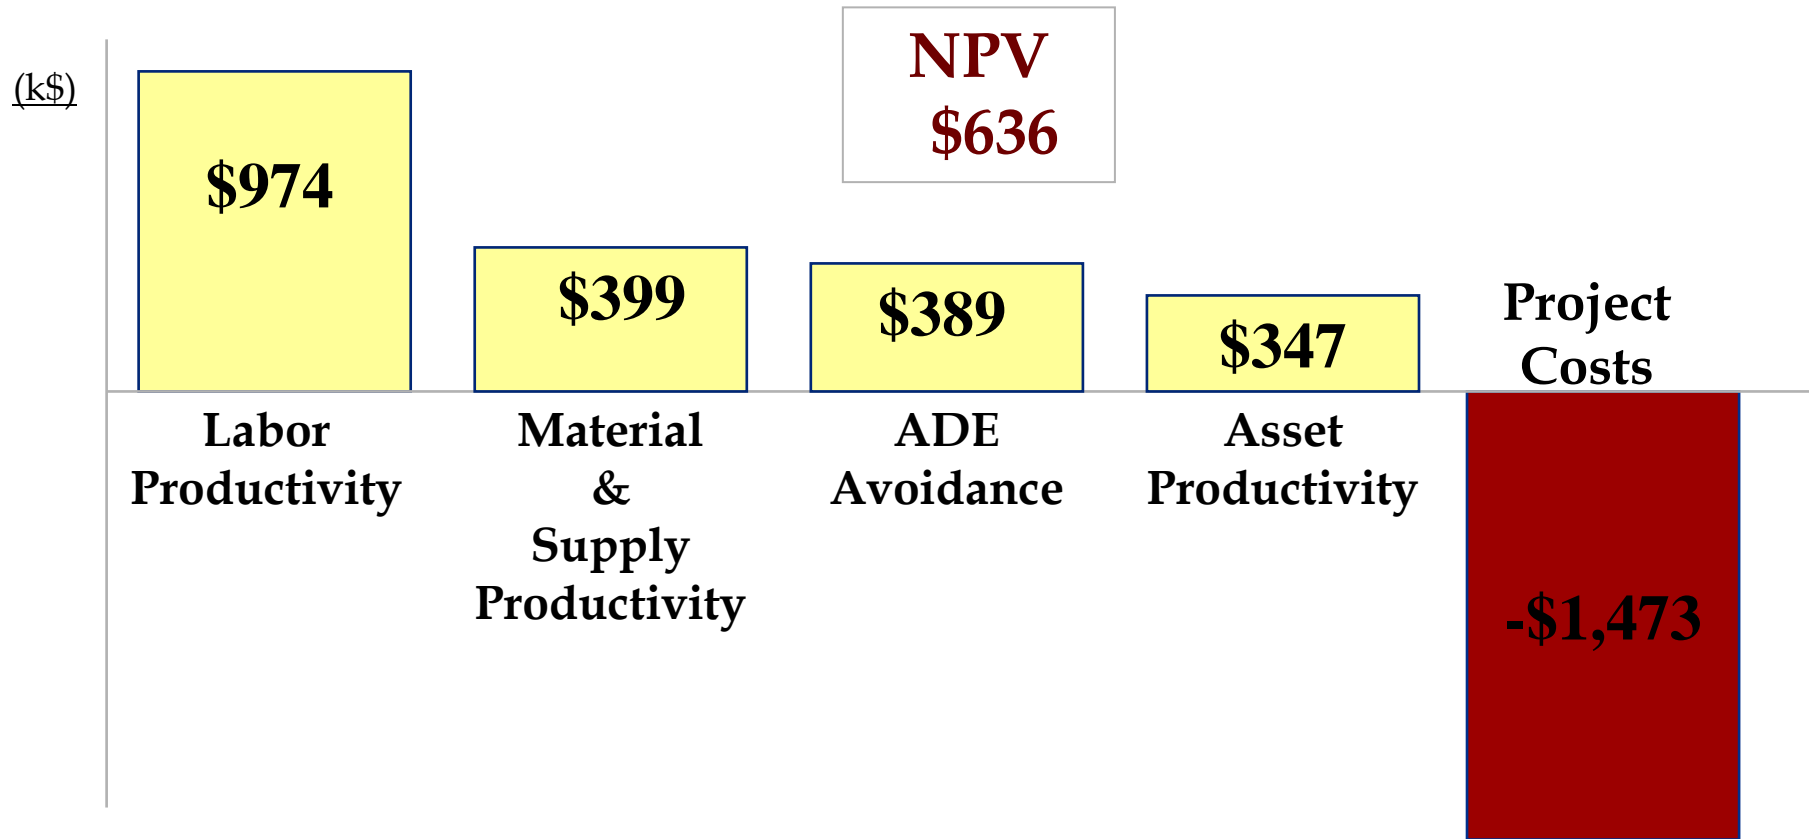 (k$)
NPV
$636
$974
$399
$389
$347
Project
Costs
Labor
Productivity
Material
&
Supply
Productivity
ADE
Avoidance
Asset
Productivity
-$1,473